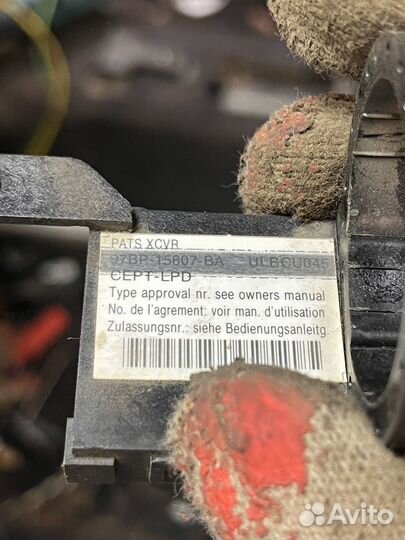 PATS XCVR
97BP-15607-BA ULBCU045
CEPT-LPD
Type approval nr. see owners manual
No. de l'agrement: voir man. d'utilisation
Zulassungsnr.: siehe Bedienungsanleitg.
Avito